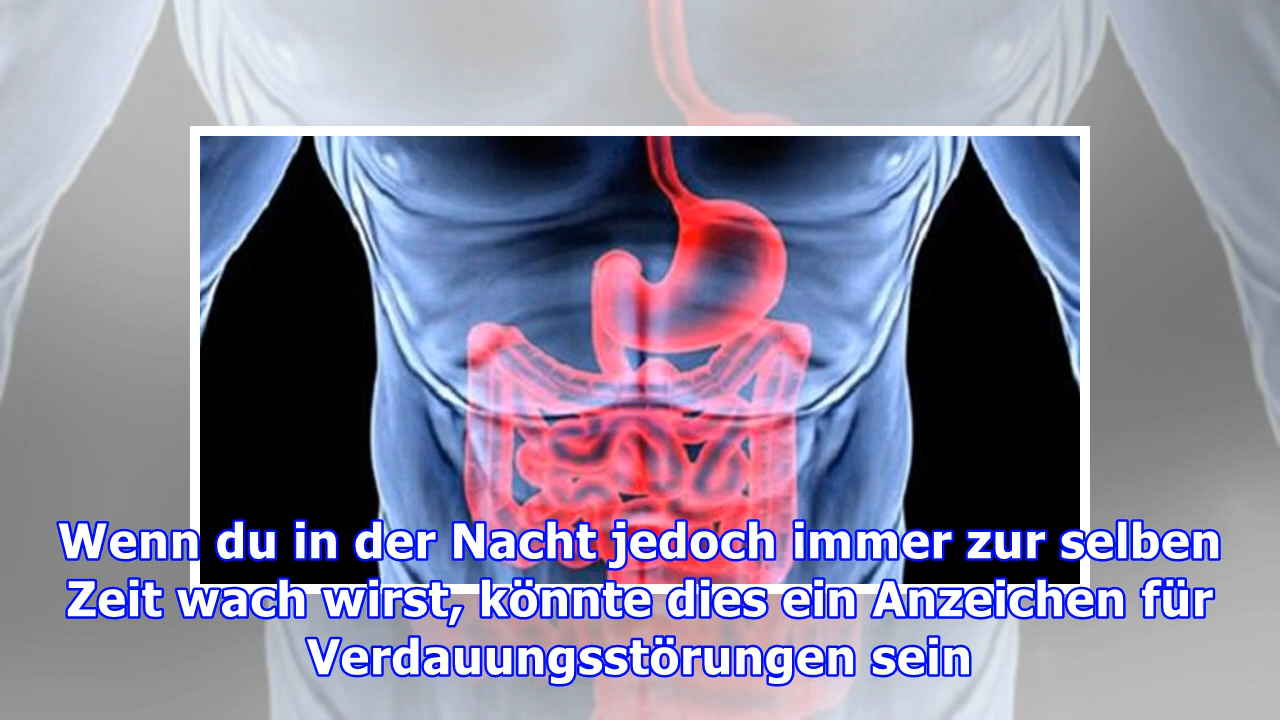 Wenn du in der Nacht jedoch immer zur selben
Zeit wach wirst, könnte dies ein Anzeichen für
Verdauungsstörungen sein